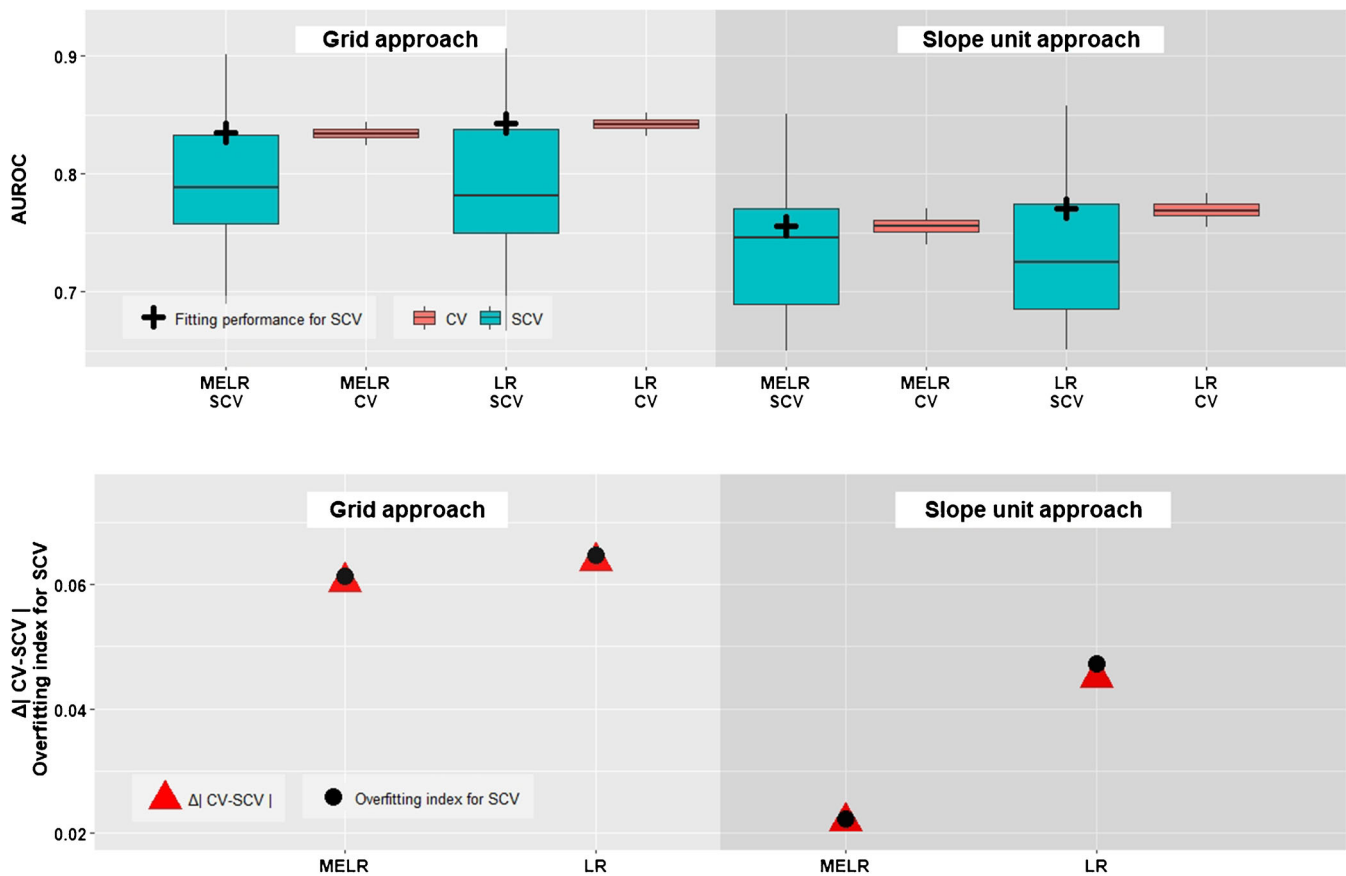 Grid approach
Slope unit approach
AUROC
0.9
0.8
0.7
Fitting performance for SCV
CV
SCV
MELR
SCV
MELR
CV
LR
SCV
LR
CV
MELR
SCV
MELR
CV
LR
SCV
LR
CV
Grid approach
Slope unit approach
Δ| CV-SCV |
Overfitting index for SCV
0.06
0.04
0.02
Δ| CV-SCV |
Overfitting index for SCV
MELR
LR
MELR
LR